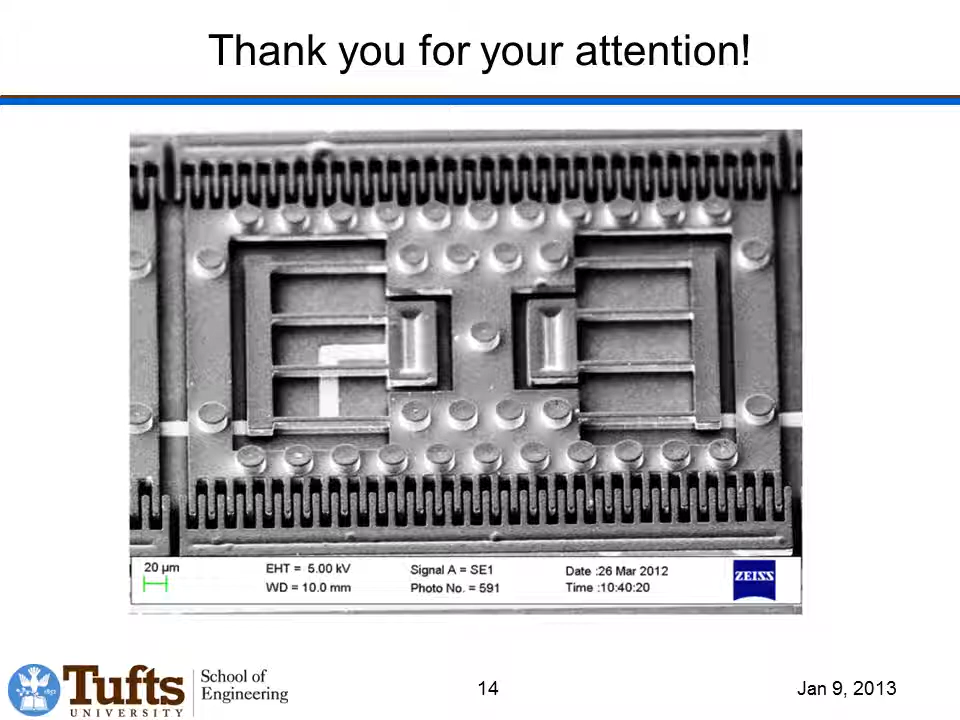 Thank you for your attention!
20 µm
EHT = 5.00 kV
WD = 10.0 mm
Signal A = SE1
Photo No. = 591
Date :26 Mar 2012
Time :10:40:20
ZEISS
1852
Tufts
UNIVERSITY
School of
Engineering
14
Jan 9, 2013